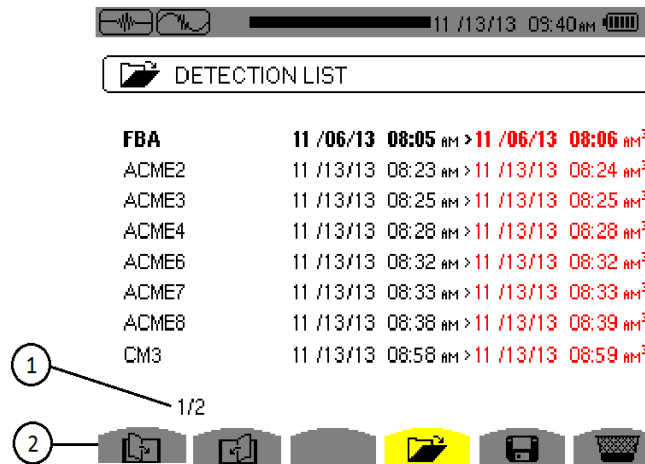 11 /13/13 09:40 AM
DETECTION LIST
FBA 11 /06/13 08:05 AM > 11 /06/13 08:06 AM
ACME2 11 /13/13 08:23 AM > 11 /13/13 08:24 AM
ACME3 11 /13/13 08:25 AM > 11 /13/13 08:25 AM
ACME4 11 /13/13 08:28 AM > 11 /13/13 08:28 AM
ACME6 11 /13/13 08:32 AM > 11 /13/13 08:32 AM
ACME7 11 /13/13 08:33 AM > 11 /13/13 08:33 AM
ACME8 11 /13/13 08:38 AM > 11 /13/13 08:39 AM
CM3 11 /13/13 08:58 AM > 11 /13/13 08:59 AM
1
1/2
2